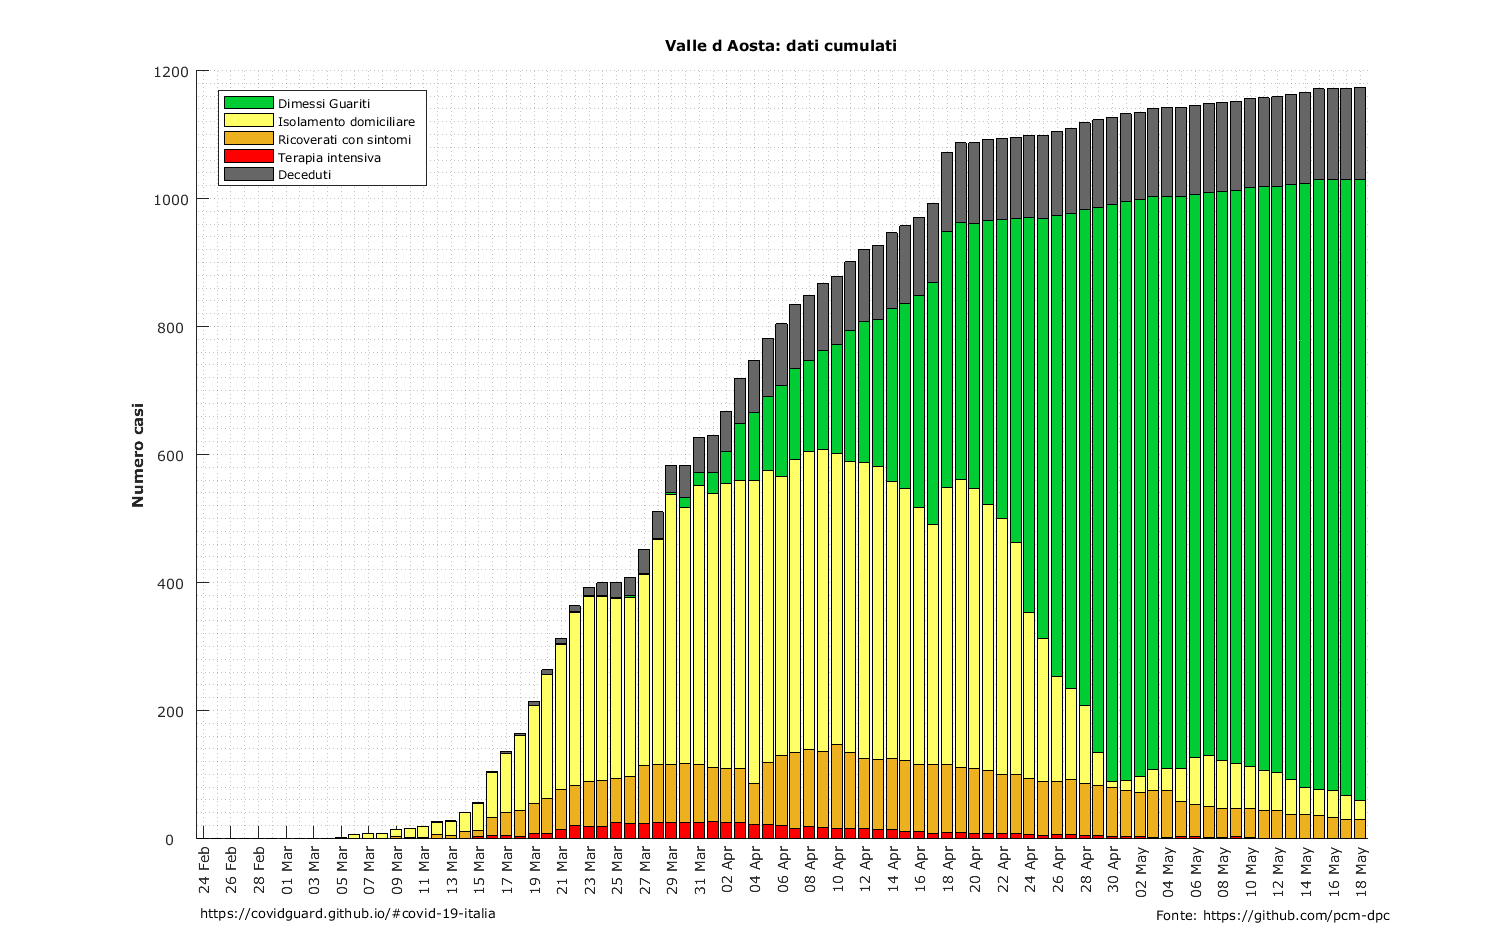 Valle d Aosta: dati cumulati
1200
1000
800
600
400
200
0
Numero casi
Dimessi Guariti
Isolamento domiciliare
Ricoverati con sintomi
Terapia intensiva
Deceduti
24 Feb
26 Feb
28 Feb
01 Mar
03 Mar
05 Mar
07 Mar
09 Mar
11 Mar
13 Mar
15 Mar
17 Mar
19 Mar
21 Mar
23 Mar
25 Mar
27 Mar
29 Mar
31 Mar
02 Apr
04 Apr
06 Apr
08 Apr
10 Apr
12 Apr
14 Apr
16 Apr
18 Apr
20 Apr
22 Apr
24 Apr
26 Apr
28 Apr
30 Apr
02 May
04 May
06 May
08 May
10 May
12 May
14 May
16 May
18 May
https://covidguard.github.io/#covid-19-italia
Fonte: https://github.com/pcm-dpc